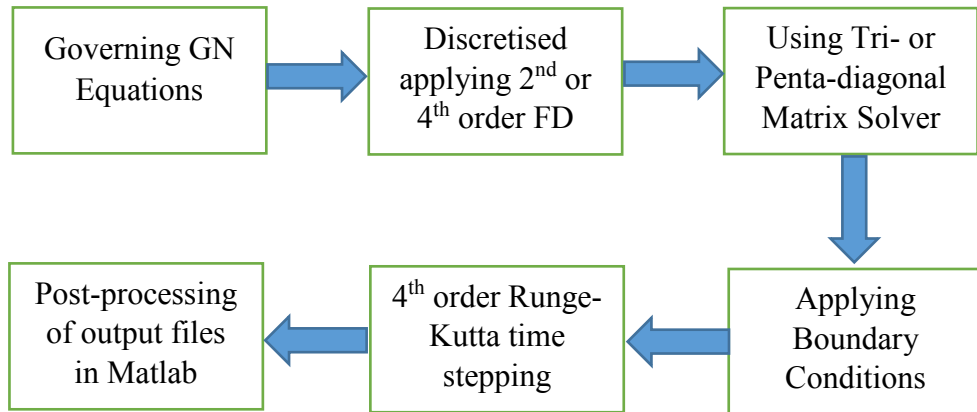 Governing GN
Equations
Discretised
applying 2nd or
4th order FD
Using Tri- or
Penta-diagonal
Matrix Solver
Applying
Boundary
Conditions
4th order Runge-
Kutta time
stepping
Post-processing
of output files
in Matlab